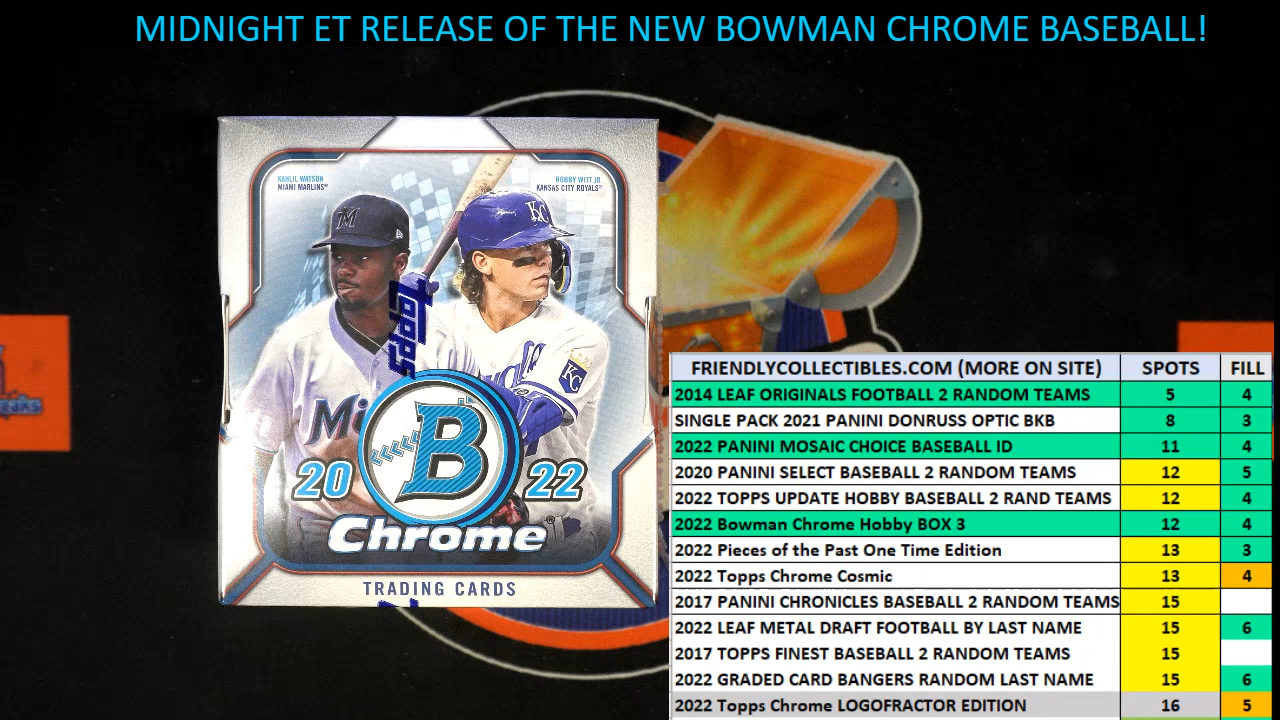 MIDNIGHT ET RELEASE OF THE NEW BOWMAN CHROME BASEBALL!
KAHLIL WATSON
MIAMI MARLINS®
BOBBY WITT JR.
KANSAS CITY ROYALS®
M
KC
Topps
KC
Mi
B
20 22
Chrome®
TRADING CARDS
eaks
FRIENDLYCOLLECTIBLES.COM (MORE ON SITE) SPOTS FILL
2014 LEAF ORIGINALS FOOTBALL 2 RANDOM TEAMS 5 4
SINGLE PACK 2021 PANINI DONRUSS OPTIC BKB 8 3
2022 PANINI MOSAIC CHOICE BASEBALL ID 11 4
2020 PANINI SELECT BASEBALL 2 RANDOM TEAMS 12 5
2022 TOPPS UPDATE HOBBY BASEBALL 2 RAND TEAMS 12 4
2022 Bowman Chrome Hobby BOX 3 12 4
2022 Pieces of the Past One Time Edition 13 3
2022 Topps Chrome Cosmic 13 4
2017 PANINI CHRONICLES BASEBALL 2 RANDOM TEAMS 15
2022 LEAF METAL DRAFT FOOTBALL BY LAST NAME 15 6
2017 TOPPS FINEST BASEBALL 2 RANDOM TEAMS 15
2022 GRADED CARD BANGERS RANDOM LAST NAME 15 6
2022 Topps Chrome LOGOFRACTOR EDITION 16 5